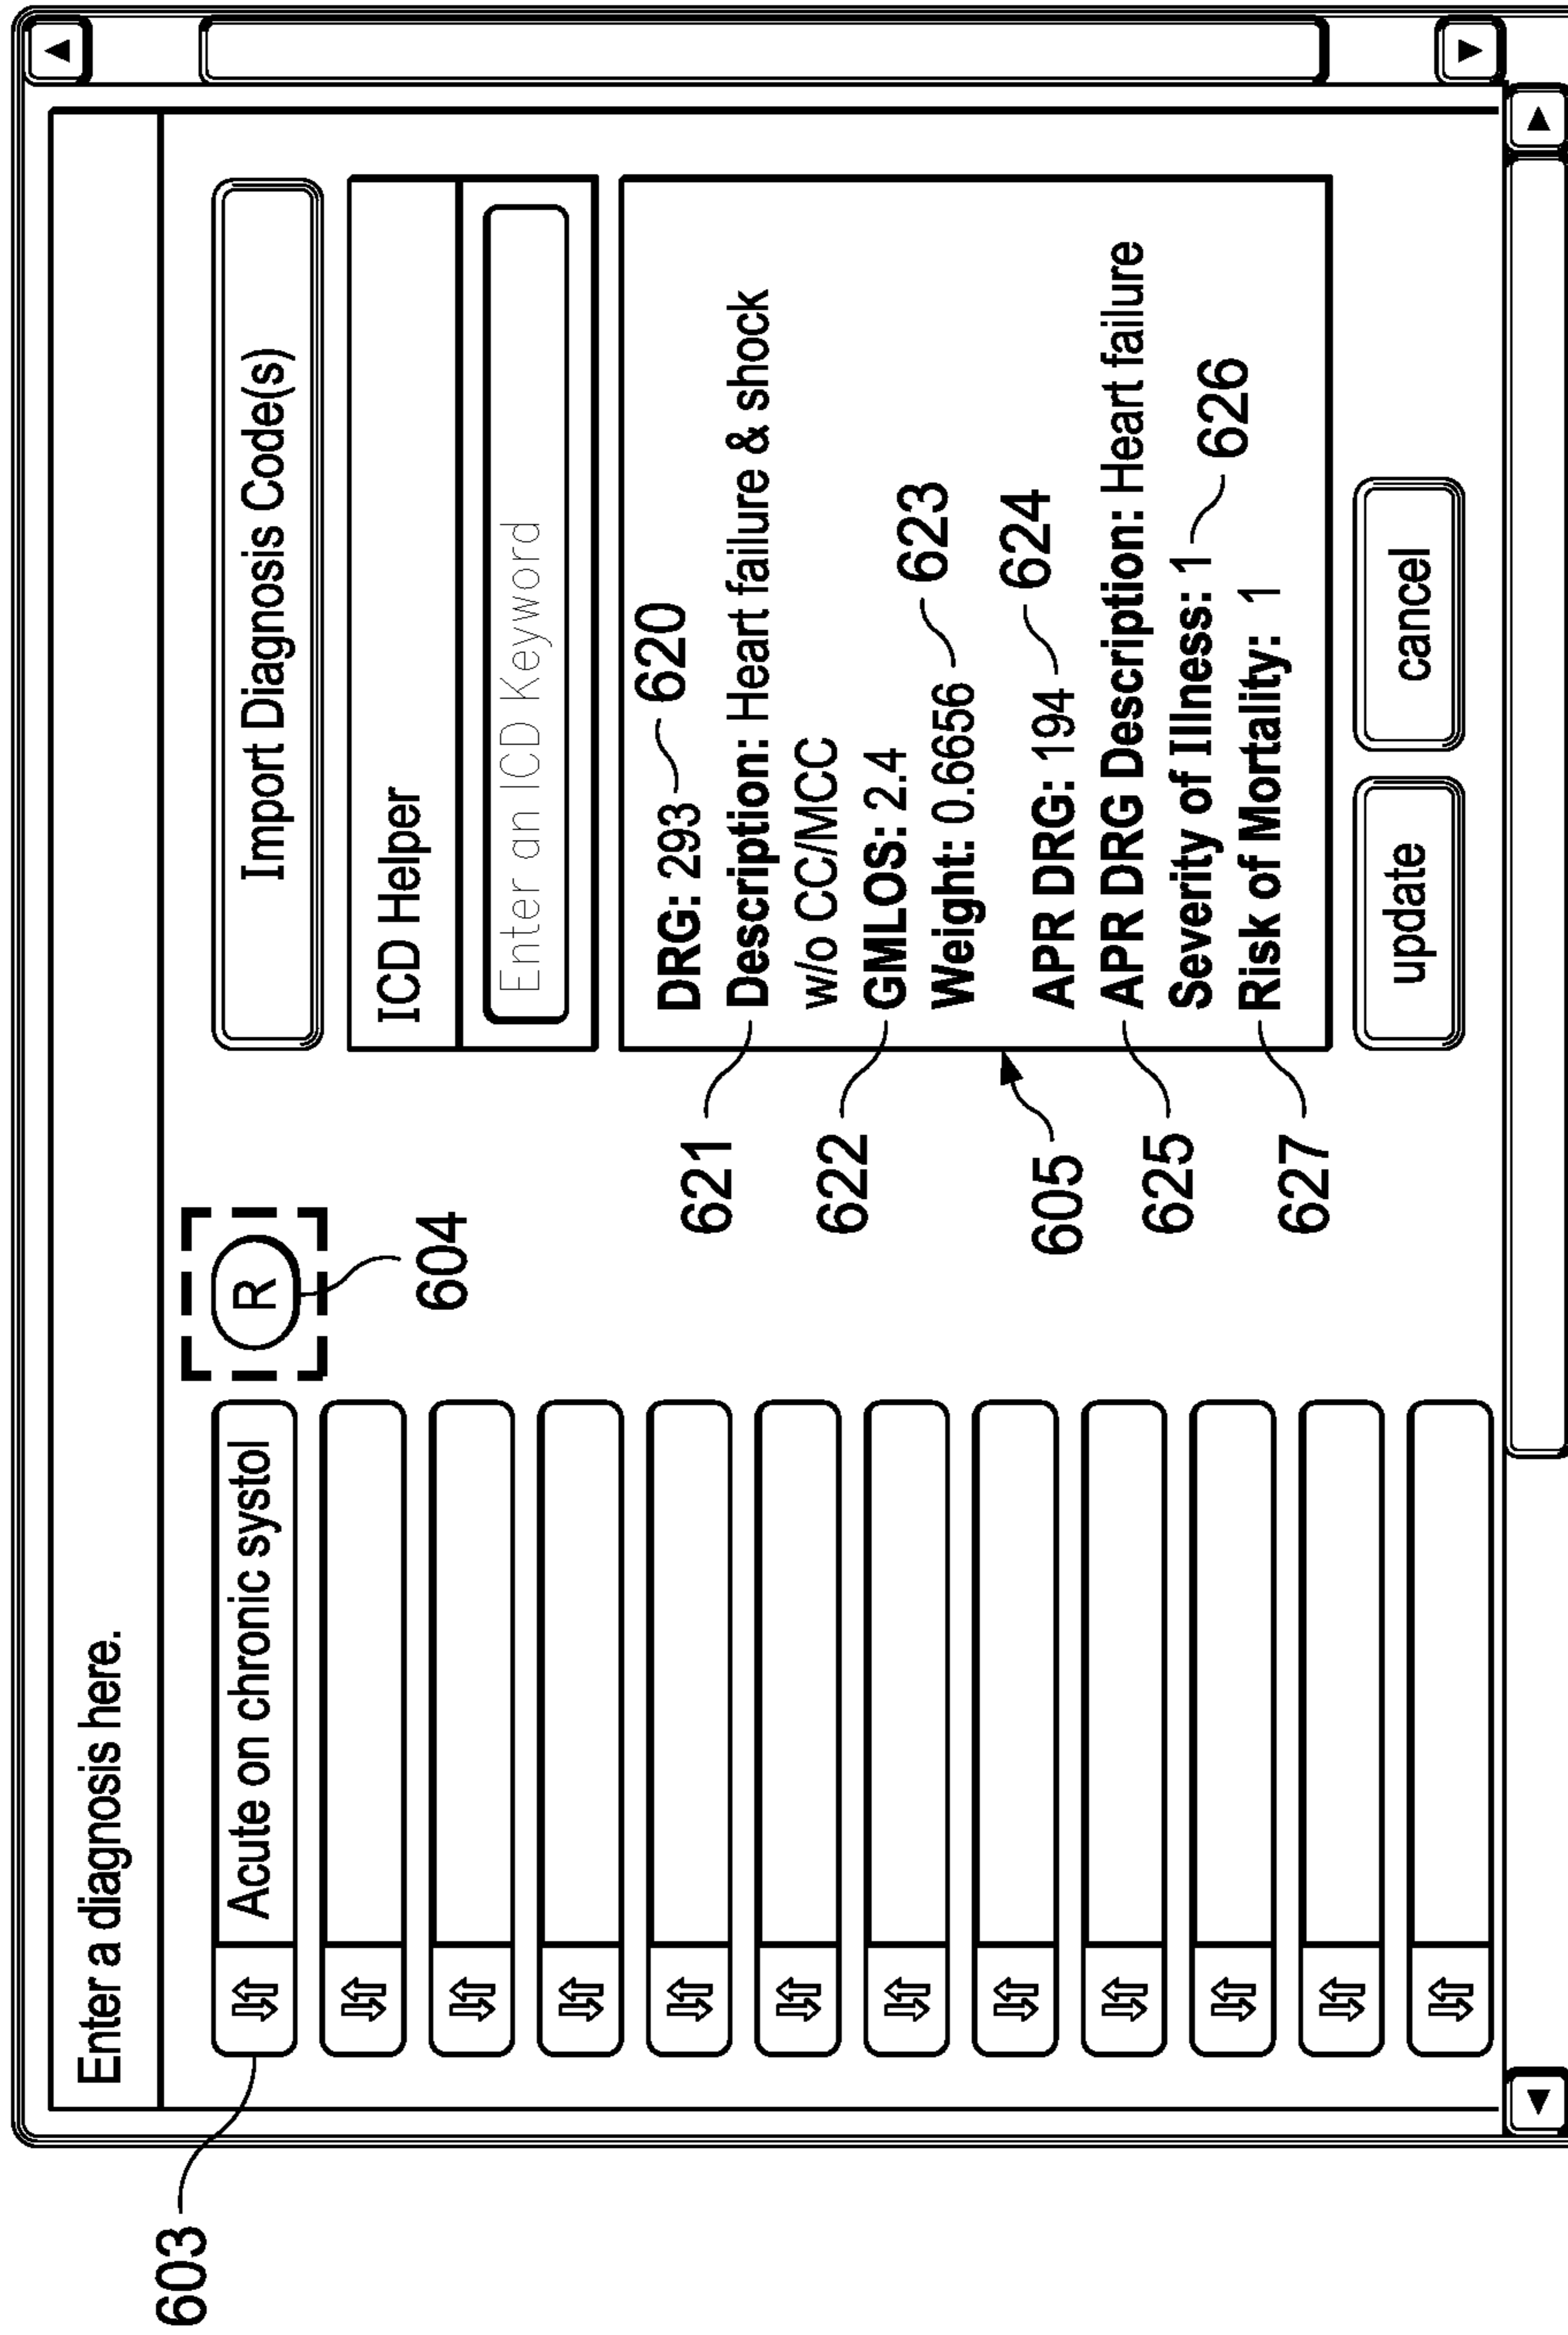 Enter a diagnosis here.
603
Acute on chronic systol
R
604
Import Diagnosis Code(s)
ICD Helper
Enter an ICD Keyword
DRG: 293 620
621 Description: Heart failure & shock
w/o CC/MCC
622 GMLOS: 2.4
Weight: 0.6656 623
605
APR DRG: 194 624
625 APR DRG Description: Heart failure
Severity of Illness: 1 626
627 Risk of Mortality: 1
update cancel